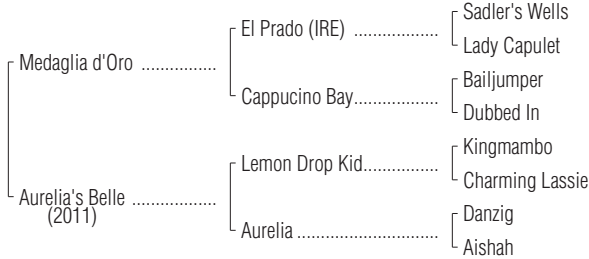 Sadler's Wells
El Prado (IRE) ..................
Lady Capulet
Medaglia d'Oro ................
Bailjumper
Cappucino Bay..................
Dubbed In
Kingmambo
Lemon Drop Kid................
Charming Lassie
Aurelia's Belle ..................
(2011)
Danzig
Aurelia ..............................
Aishah